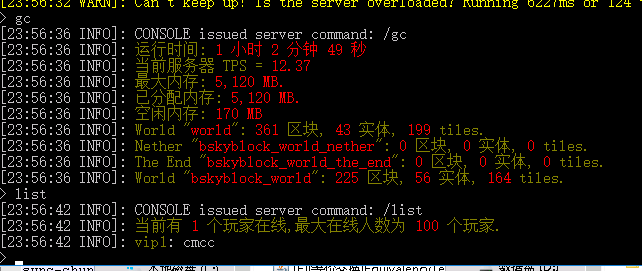 [23:56:32 WARN]: Can't keep up! Is the server overloaded? Running 6227ms or 124 t
> gc
[23:56:36 INFO]: CONSOLE issued server command: /gc
[23:56:36 INFO]: 运行时间: 1 小时 2 分钟 49 秒
[23:56:36 INFO]: 当前服务器 TPS = 12.37
[23:56:36 INFO]: 最大内存: 5,120 MB.
[23:56:36 INFO]: 已分配内存: 5,120 MB.
[23:56:36 INFO]: 空闲内存: 170 MB
[23:56:36 INFO]: World "world": 361 区块, 43 实体, 199 tiles.
[23:56:36 INFO]: Nether "bskyblock_world_nether": 0 区块, 0 实体, 0 tiles.
[23:56:36 INFO]: The End "bskyblock_world_the_end": 0 区块, 0 实体, 0 tiles.
[23:56:36 INFO]: World "bskyblock_world": 225 区块, 56 实体, 164 tiles.
> list
[23:56:42 INFO]: CONSOLE issued server command: /list
[23:56:42 INFO]: 当前有 1 个玩家在线,最大在线人数为 100 个玩家.
[23:56:42 INFO]: vip1: cmcc
>